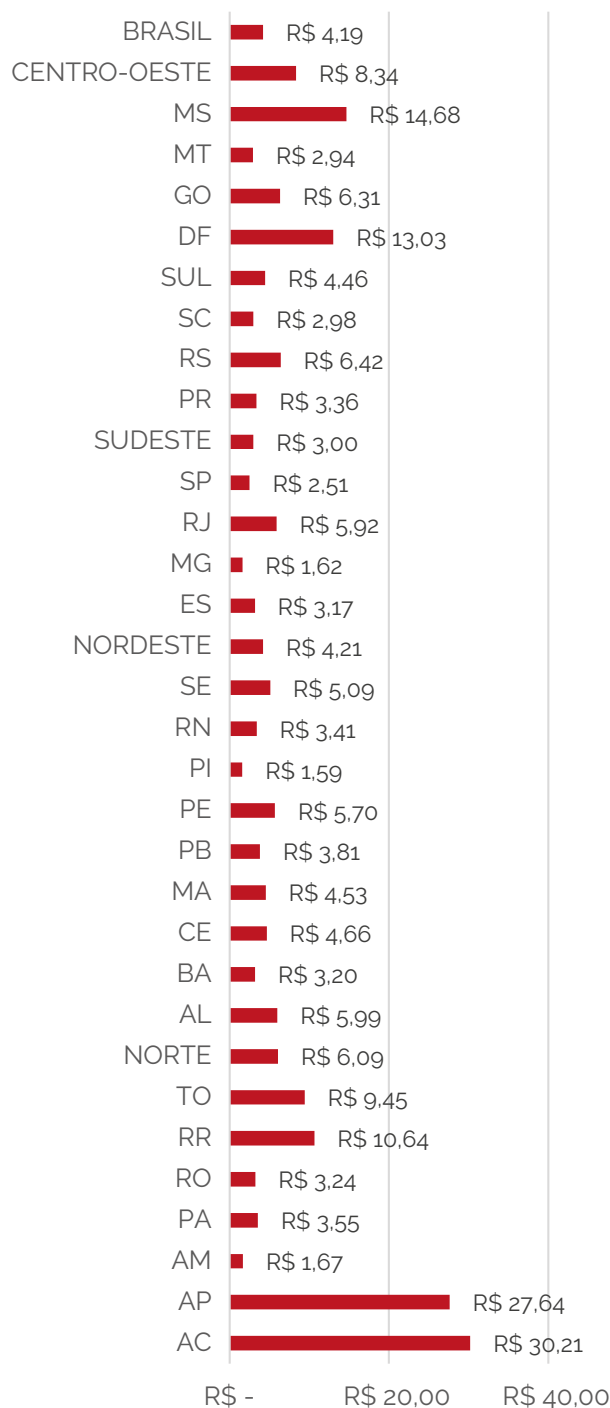 BRASIL R$ 4,19
CENTRO-OESTE R$ 8,34
MS R$ 14,68
MT R$ 2,94
GO R$ 6,31
DF R$ 13,03
SUL R$ 4,46
SC R$ 2,98
RS R$ 6,42
PR R$ 3,36
SUDESTE R$ 3,00
SP R$ 2,51
RJ R$ 5,92
MG R$ 1,62
ES R$ 3,17
NORDESTE R$ 4,21
SE R$ 5,09
RN R$ 3,41
PI R$ 1,59
PE R$ 5,70
PB R$ 3,81
MA R$ 4,53
CE R$ 4,66
BA R$ 3,20
AL R$ 5,99
NORTE R$ 6,09
TO R$ 9,45
RR R$ 10,64
RO R$ 3,24
PA R$ 3,55
AM R$ 1,67
AP R$ 27,64
AC R$ 30,21
R$ - R$ 20,00 R$ 40,00